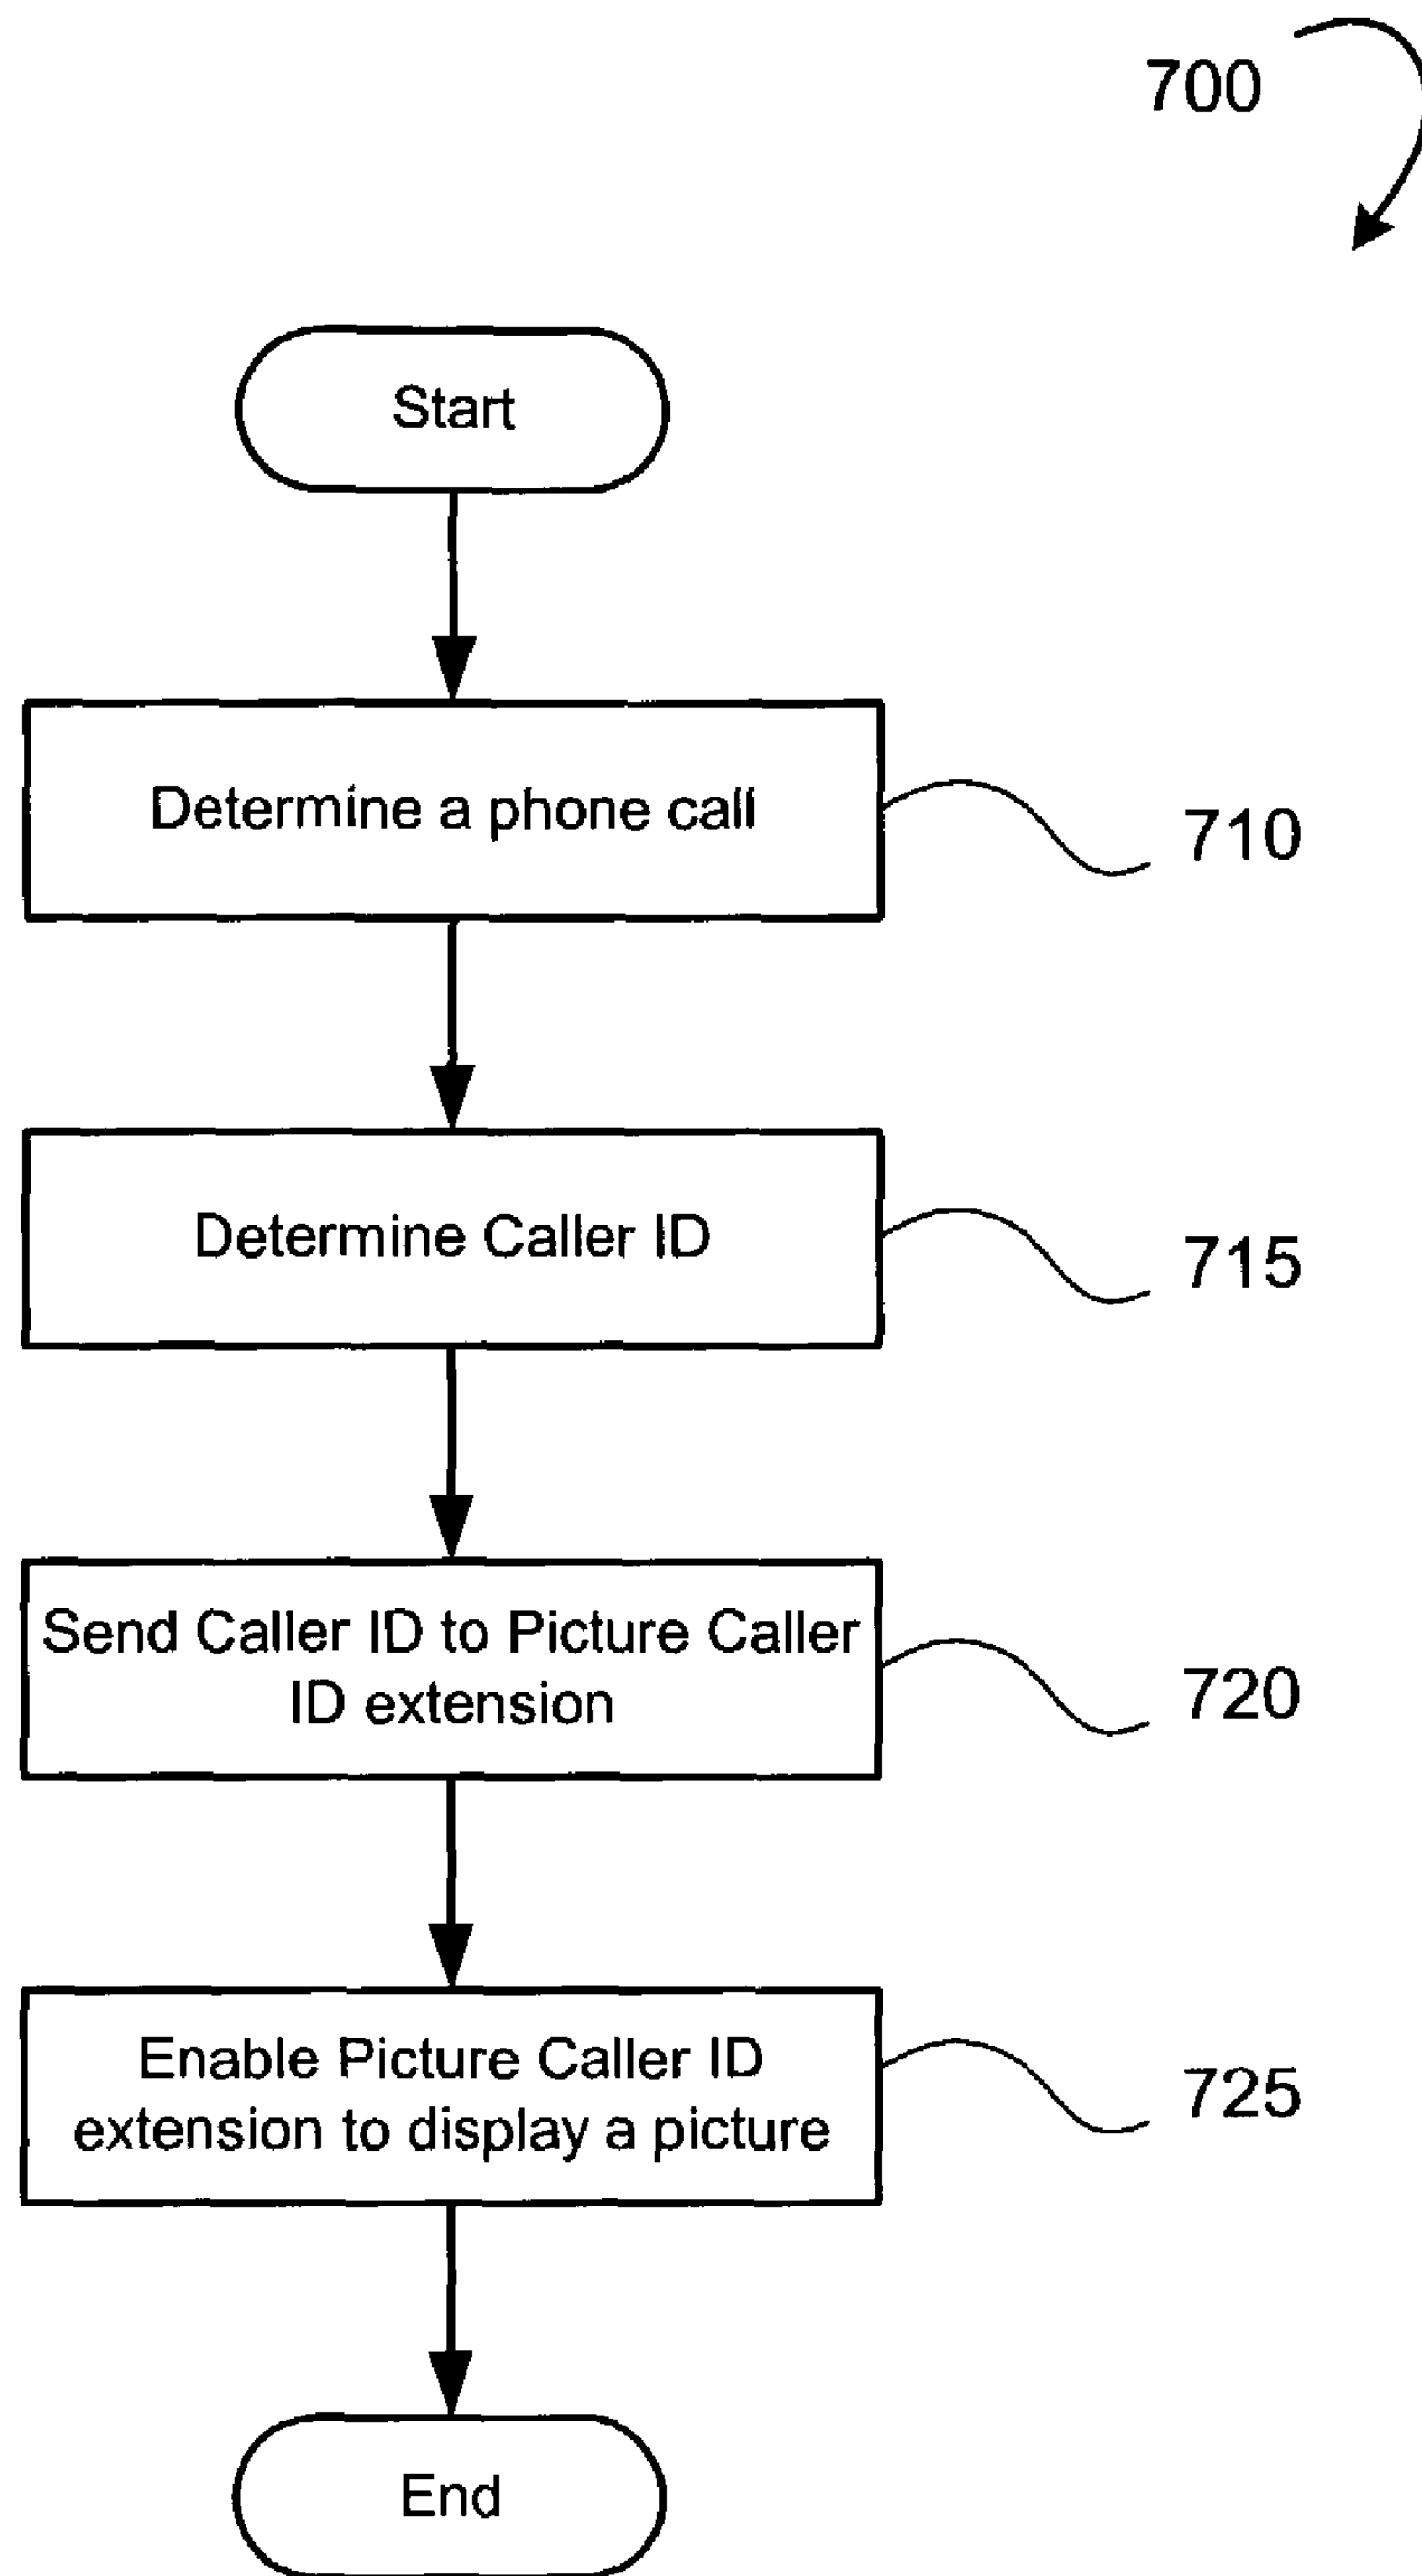 700
Start
Determine a phone call
710
Determine Caller ID
715
Send Caller ID to Picture Caller
ID extension
720
Enable Picture Caller ID
extension to display a picture
725
End